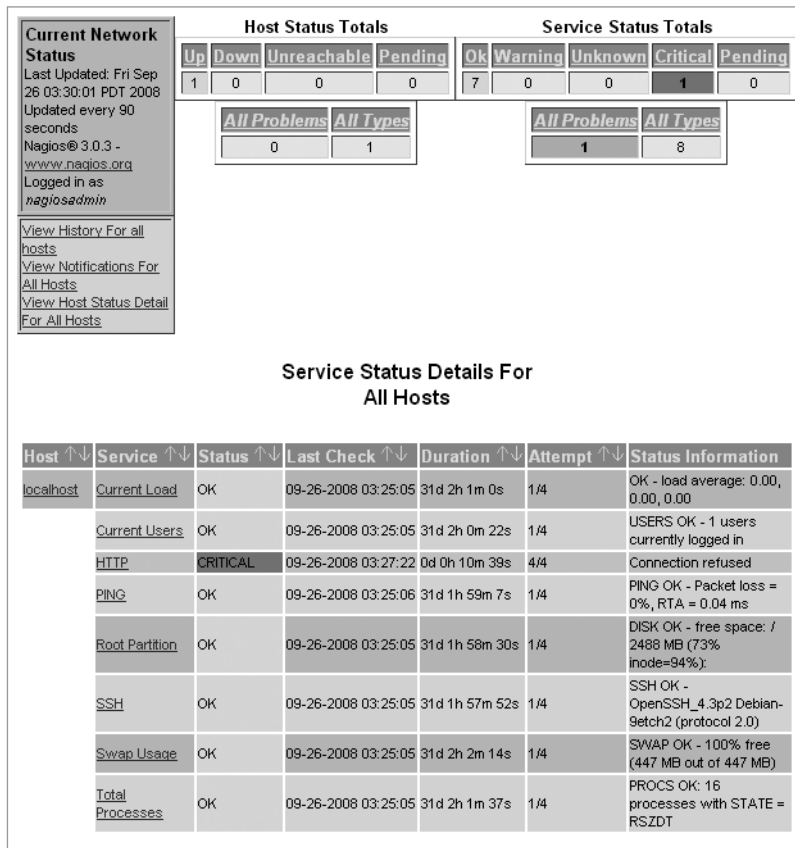 Current Network
Status
Last Updated: Fri Sep
26 03:30:01 PDT 2008
Updated every 90
seconds
Nagios® 3.0.3 -
www.nagios.org
Logged in as
nagiosadmin
View History For all
hosts
View Notifications For
All Hosts
View Host Status Detail
For All Hosts
Host Status Totals
Up Down Unreachable Pending
1 0 0 0
All Problems All Types
0 1
Service Status Totals
Ok Warning Unknown Critical Pending
7 0 0 1 0
All Problems All Types
1 8
Service Status Details For
All Hosts
Host ↑↓ Service ↑↓ Status ↑↓ Last Check ↑↓ Duration ↑↓ Attempt ↑↓ Status Information
localhost Current Load OK 09-26-2008 03:25:05 31d 2h 1m 0s 1/4 OK - load average: 0.00,
0.00, 0.00
Current Users OK 09-26-2008 03:25:05 31d 2h 0m 22s 1/4 USERS OK - 1 users
currently logged in
HTTP CRITICAL 09-26-2008 03:27:22 0d 0h 10m 39s 4/4 Connection refused
PING OK 09-26-2008 03:25:06 31d 1h 59m 7s 1/4 PING OK - Packet loss =
0%, RTA = 0.04 ms
Root Partition OK 09-26-2008 03:25:05 31d 1h 58m 30s 1/4 DISK OK - free space: /
2488 MB (73%
inode=94%):
SSH OK 09-26-2008 03:25:05 31d 1h 57m 52s 1/4 SSH OK -
OpenSSH_4.3p2 Debian-
9etch2 (protocol 2.0)
Swap Usage OK 09-26-2008 03:25:05 31d 2h 2m 14s 1/4 SWAP OK - 100% free
(447 MB out of 447 MB)
Total
Processes OK 09-26-2008 03:25:05 31d 2h 1m 37s 1/4 PROCS OK: 16
processes with STATE =
RSZDT